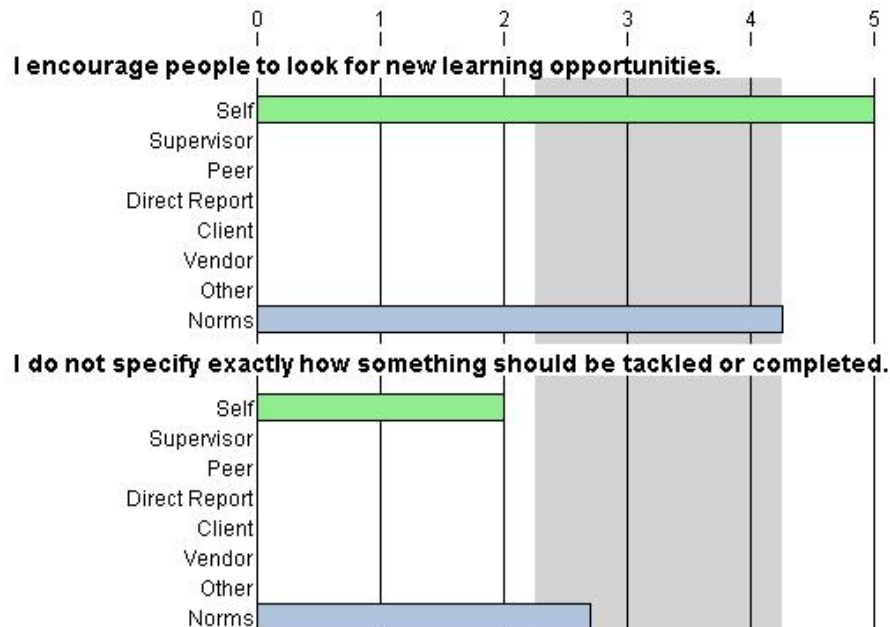 0 1 2 3 4 5
I encourage people to look for new learning opportunities.
Self
Supervisor
Peer
Direct Report
Client
Vendor
Other
Norms
I do not specify exactly how something should be tackled or completed.
Self
Supervisor
Peer
Direct Report
Client
Vendor
Other
Norms